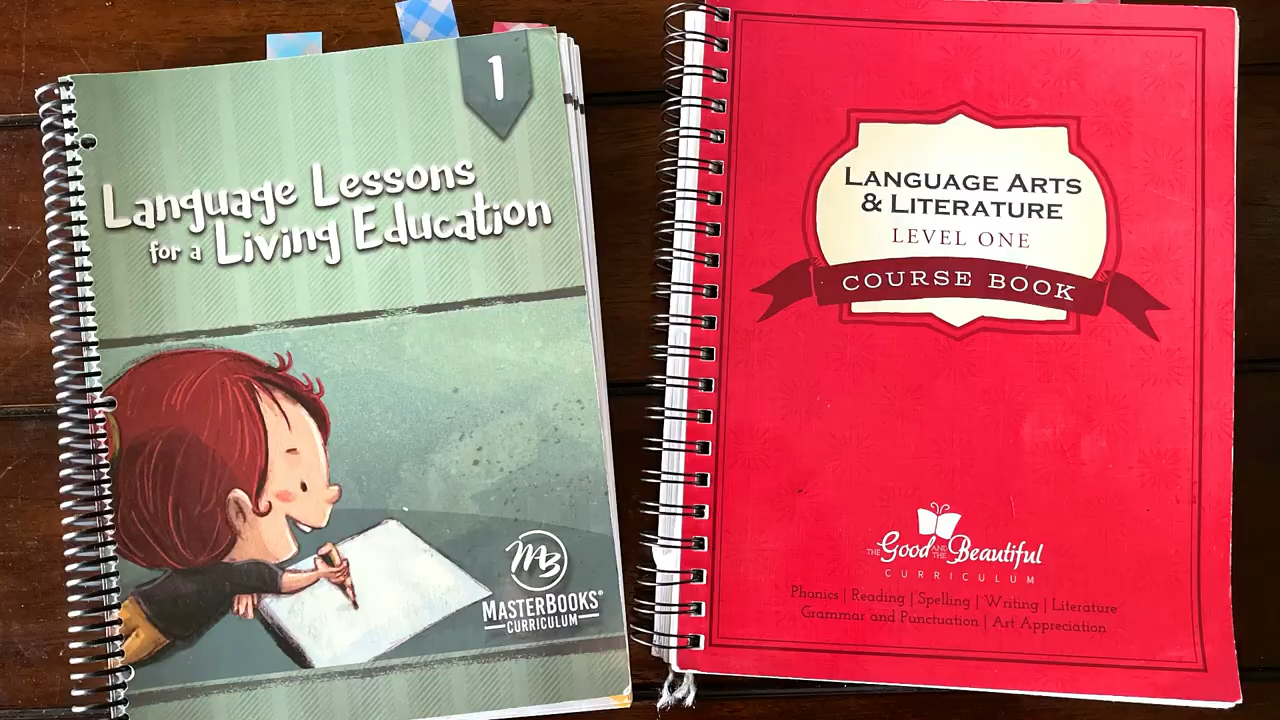 1
Language Lessons
for a Living Education
MB
MASTERBOOKS®
CURRICULUM
LANGUAGE ARTS
& LITERATURE
LEVEL ONE
COURSE BOOK
THE Good AND THE Beautiful
CURRICULUM
Phonics | Reading | Spelling | Writing | Literature
Grammar and Punctuation | Art Appreciation